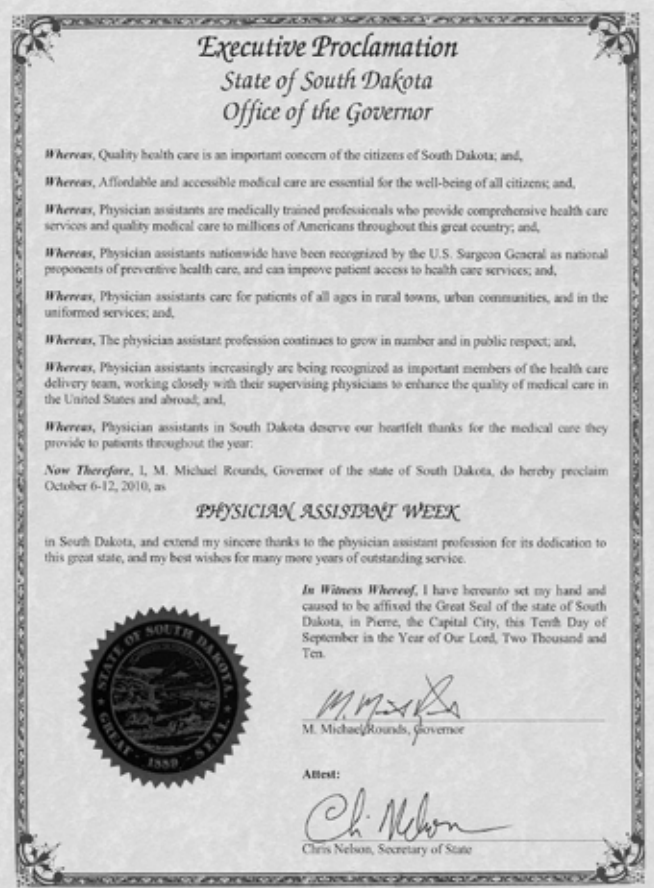 Executive Proclamation
State of South Dakota
Office of the Governor
Whereas, Quality health care is an important concern of the citizens of South Dakota; and,
Whereas, Affordable and accessible medical care are essential for the well-being of all citizens; and,
Whereas, Physician assistants are medically trained professionals who provide comprehensive health care
services and quality medical care to millions of Americans throughout this great country; and,
Whereas, Physician assistants nationwide have been recognized by the U.S. Surgeon General as national
proponents of preventive health care, and can improve patient access to health care services; and,
Whereas, Physician assistants care for patients of all ages in rural towns, urban communities, and in the
uniformed services; and,
Whereas, The physician assistant profession continues to grow in number and in public respect; and,
Whereas, Physician assistants increasingly are being recognized as important members of the health care
delivery team, working closely with their supervising physicians to enhance the quality of medical care in
the United States and abroad; and,
Whereas, Physician assistants in South Dakota deserve our heartfelt thanks for the medical care they
provide to patients throughout the year:
Now Therefore, I, M. Michael Rounds, Governor of the state of South Dakota, do hereby proclaim
October 6-12, 2010, as
PHYSICIAN ASSISTANT WEEK
in South Dakota, and extend my sincere thanks to the physician assistant profession for its dedication to
this great state, and my best wishes for many more years of outstanding service.
In Witness Whereof, I have hereunto set my hand and
caused to be affixed the Great Seal of the state of South
Dakota, in Pierre, the Capital City, this Tenth Day of
September in the Year of Our Lord, Two Thousand and
Ten.
STATE OF SOUTH DAKOTA
GREAT SEAL
1889
M. Michael Rounds, Governor
Attest:
Chris Nelson
Chris Nelson, Secretary of State